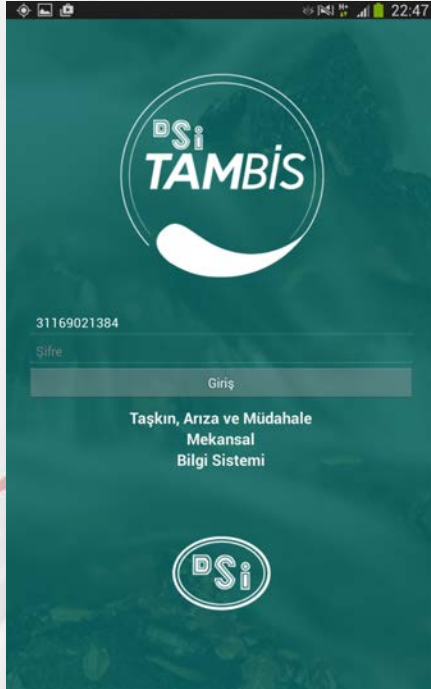 22:47
DSi
TAMBİS
31169021384
Şifre
Giriş
Taşkın, Arıza ve Müdahale
Mekansal
Bilgi Sistemi
DSi